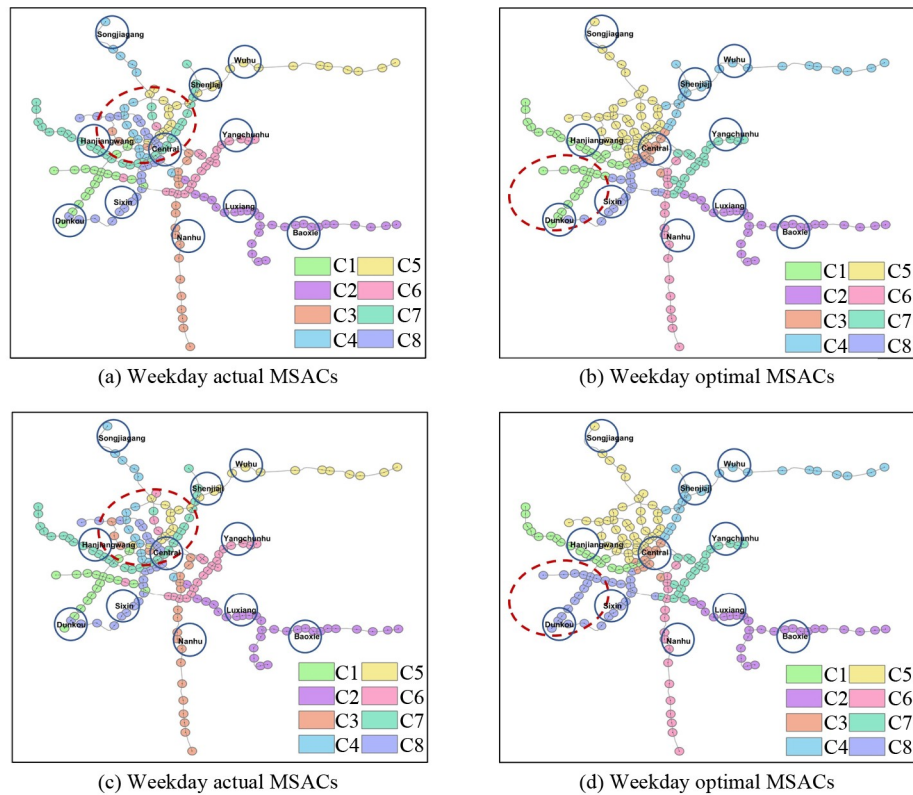 Songjiagang
Wuhu
Shenjiaji
Hanjiangwang
Central
Yangchunhu
Sixin
Luxiang
Dunkou
Nanhu
Baoxie
C1 C5
C2 C6
C3 C7
C4 C8
(a) Weekday actual MSACs
Songjiagang
Wuhu
Shenjiaji
Hanjiangwang
Central
Yangchunhu
Sixin
Luxiang
Dunkou
Nanhu
Baoxie
C1 C5
C2 C6
C3 C7
C4 C8
(b) Weekday optimal MSACs
Songjiagang
Wuhu
Shenjiaji
Hanjiangwang
Central
Yangchunhu
Sixin
Luxiang
Dunkou
Nanhu
Baoxie
C1 C5
C2 C6
C3 C7
C4 C8
(c) Weekday actual MSACs
Songjiagang
Wuhu
Shenjiaji
Hanjiangwang
Central
Yangchunhu
Sixin
Luxiang
Dunkou
Nanhu
Baoxie
C1 C5
C2 C6
C3 C7
C4 C8
(d) Weekday optimal MSACs